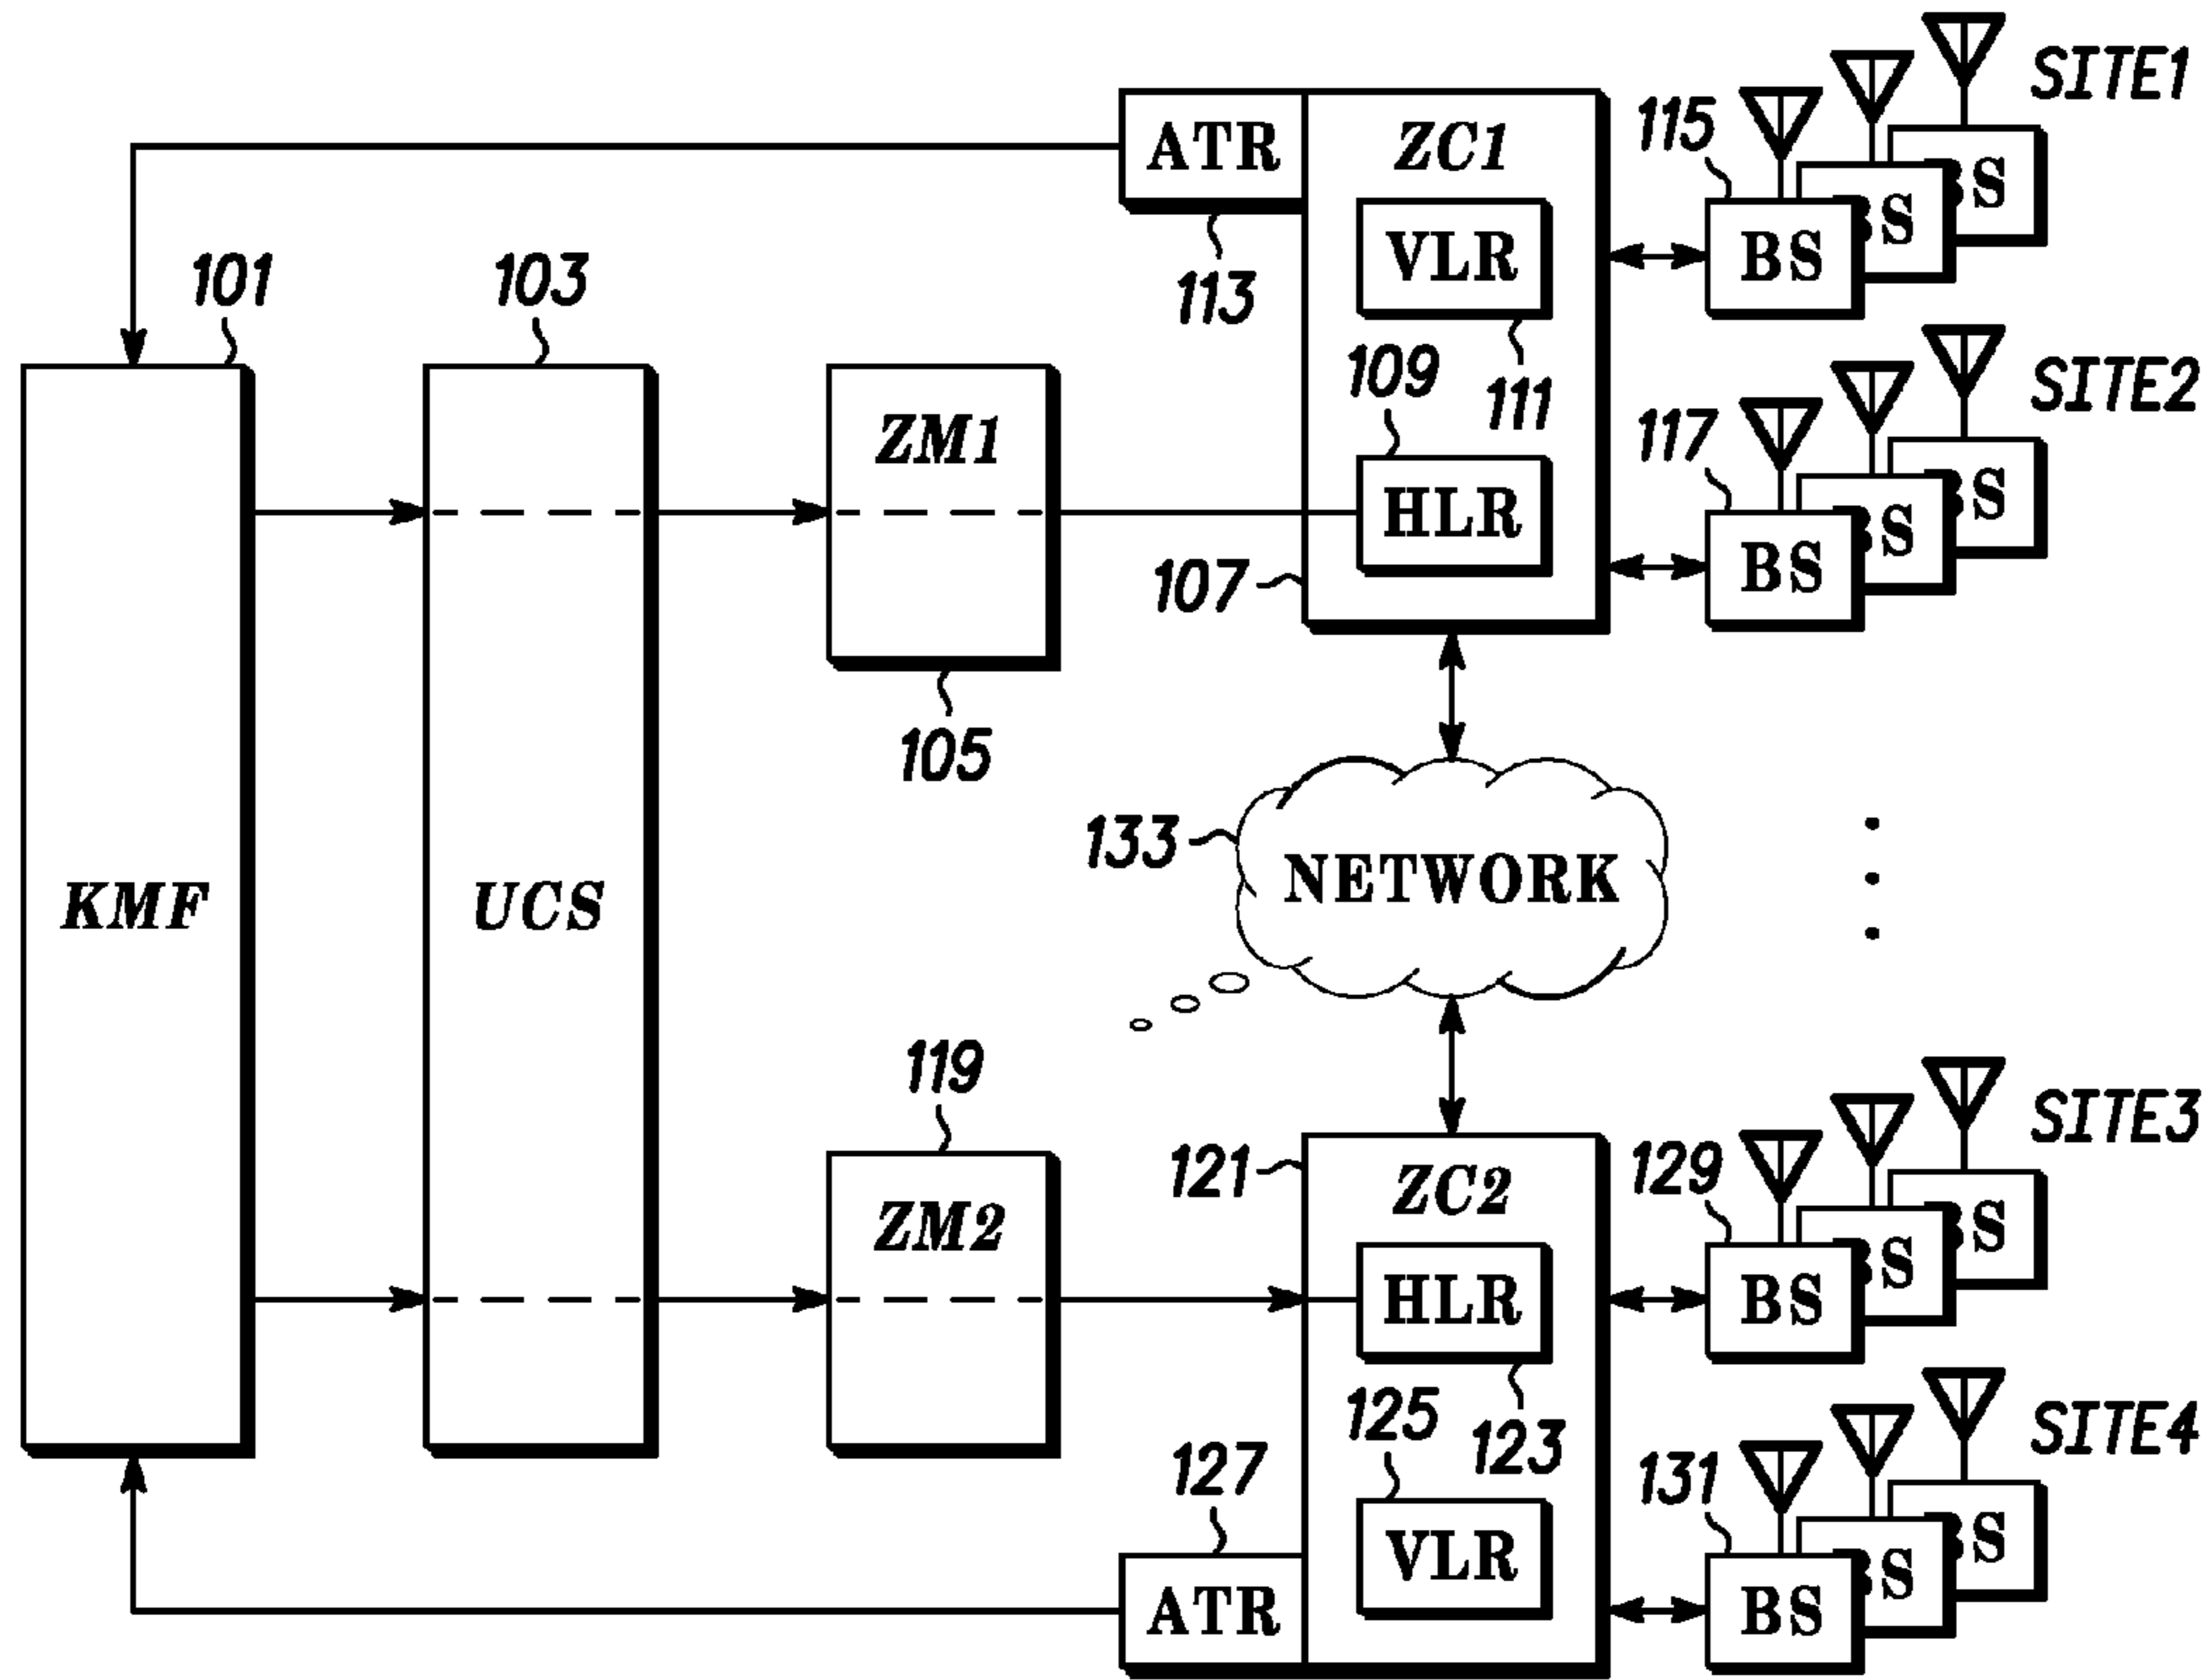 SITE1
115
ATR
ZC1
BS
BS
BS
VLR
113
101
103
111
109
SITE2
117
ZM1
HLR
BS
BS
BS
107
105
133
NETWORK
KMF
UCS
119
SITE3
121
ZC2
129
ZM2
HLR
BS
BS
BS
125
123
SITE4
127
131
VLR
ATR
BS
BS
BS